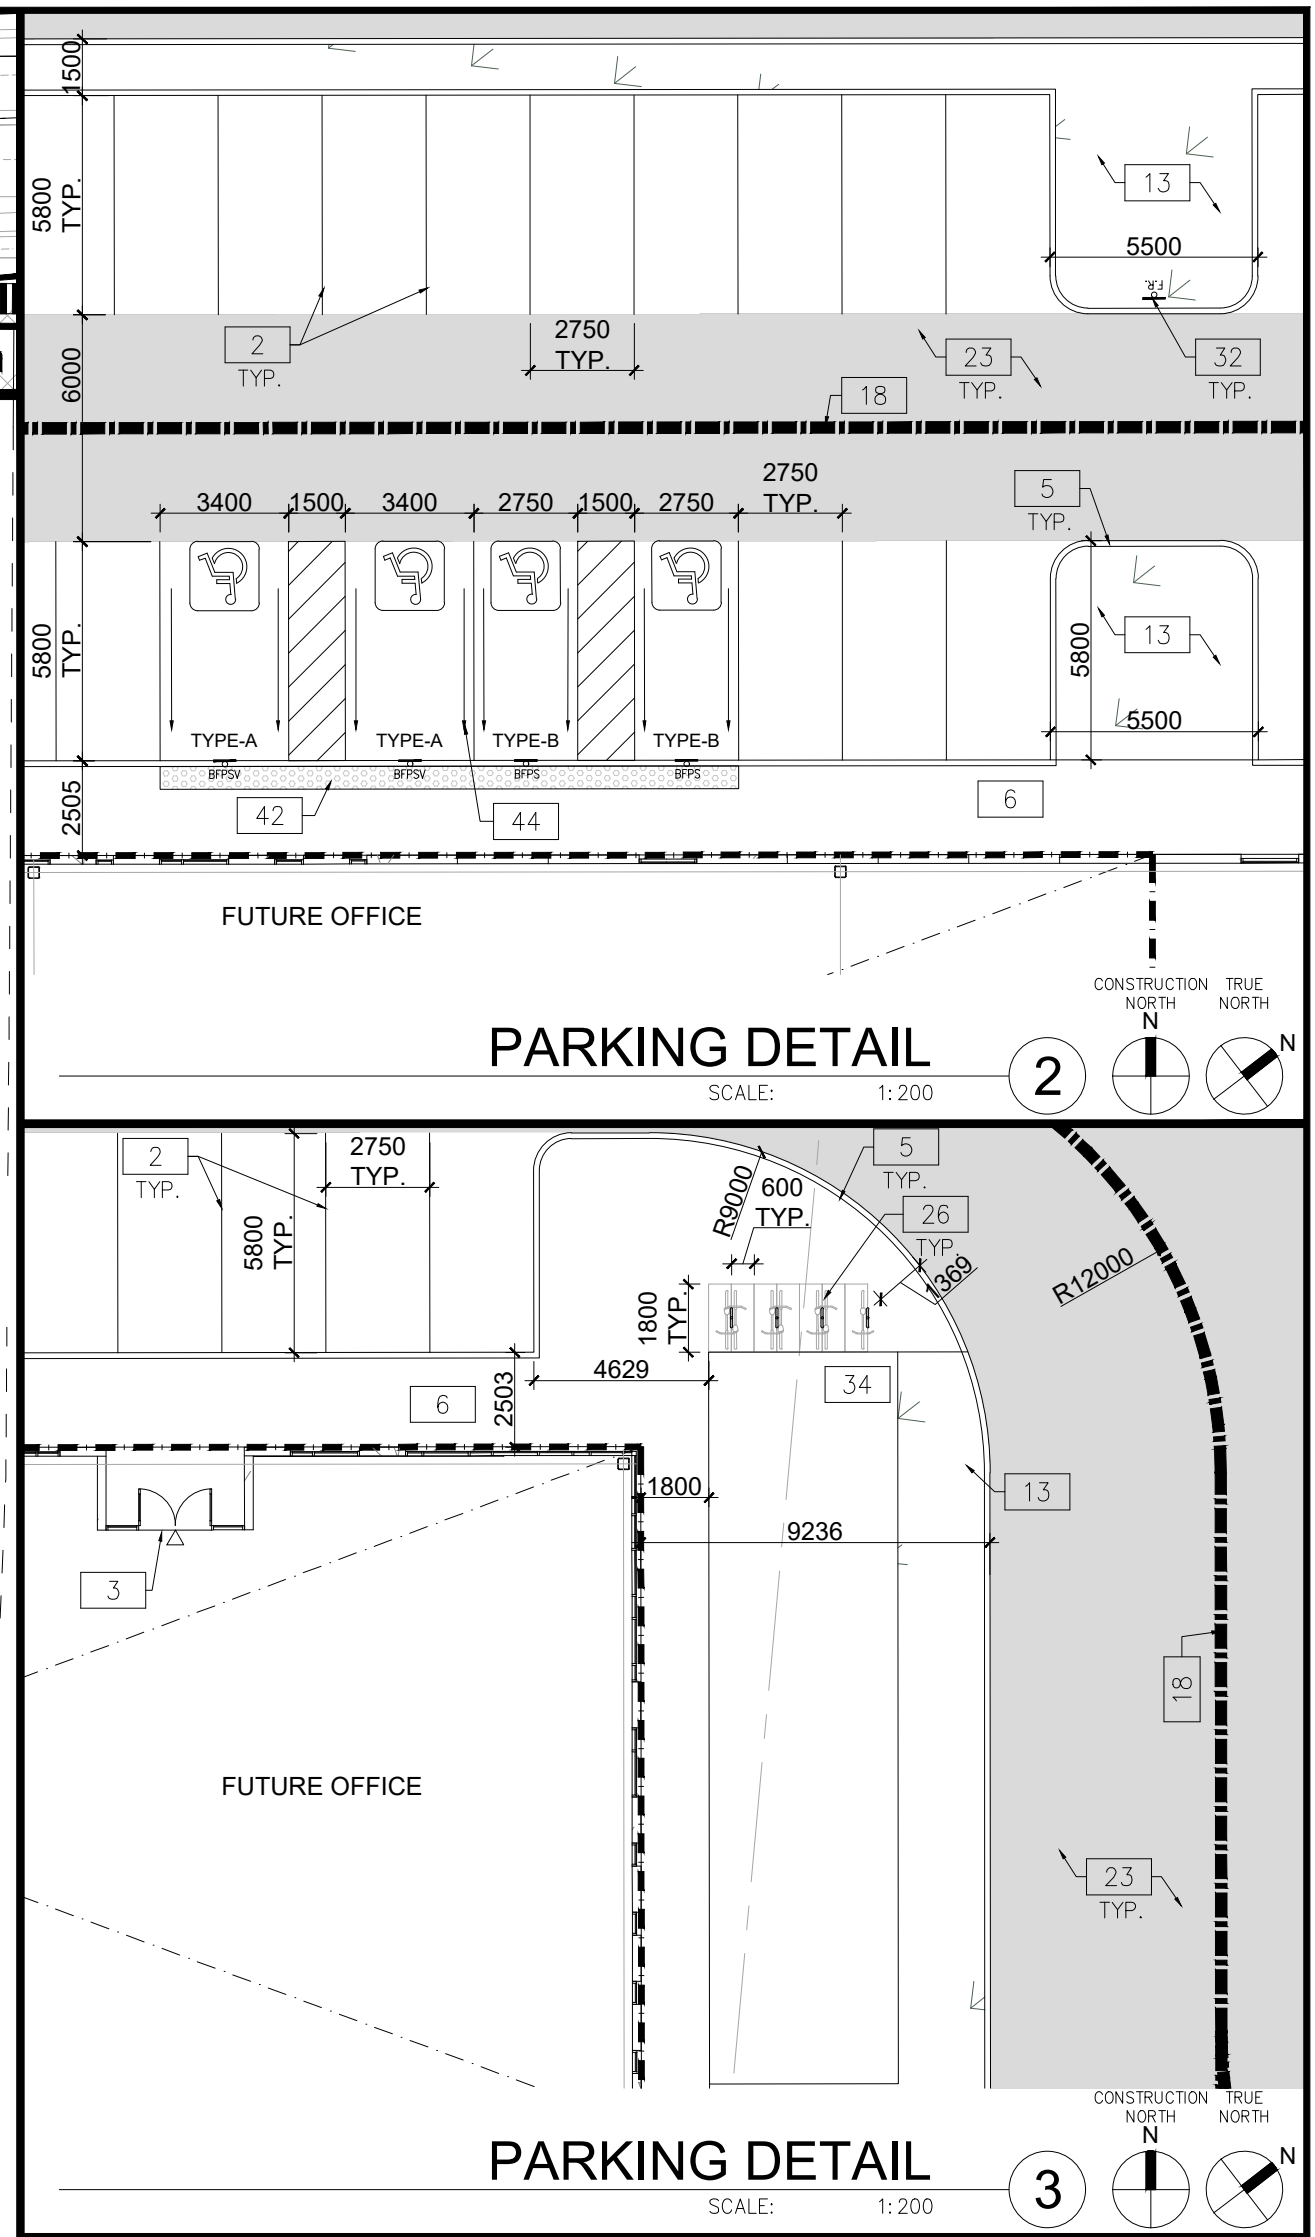 1500
5800
TYP.
13
5500
F.R.
2
TYP.
2750
TYP.
23
TYP.
32
TYP.
6000
18
3400
1500
3400
2750
1500
2750
2750
TYP.
5
TYP.
5800
TYP.
13
5800
5500
TYPE-A
TYPE-A
TYPE-B
TYPE-B
BFPSV
BFPSV
BFPS
BFPS
2505
42
44
6
FUTURE OFFICE
CONSTRUCTION
NORTH
TRUE
NORTH
N
N
PARKING DETAIL
2
SCALE: 1:200
2
TYP.
2750
TYP.
5800
TYP.
R9000
600
TYP.
5
TYP.
26
TYP.
1369
R12000
1800
TYP.
4629
34
6
2503
1800
13
9236
3
18
FUTURE OFFICE
23
TYP.
CONSTRUCTION
NORTH
TRUE
NORTH
N
N
PARKING DETAIL
3
SCALE: 1:200